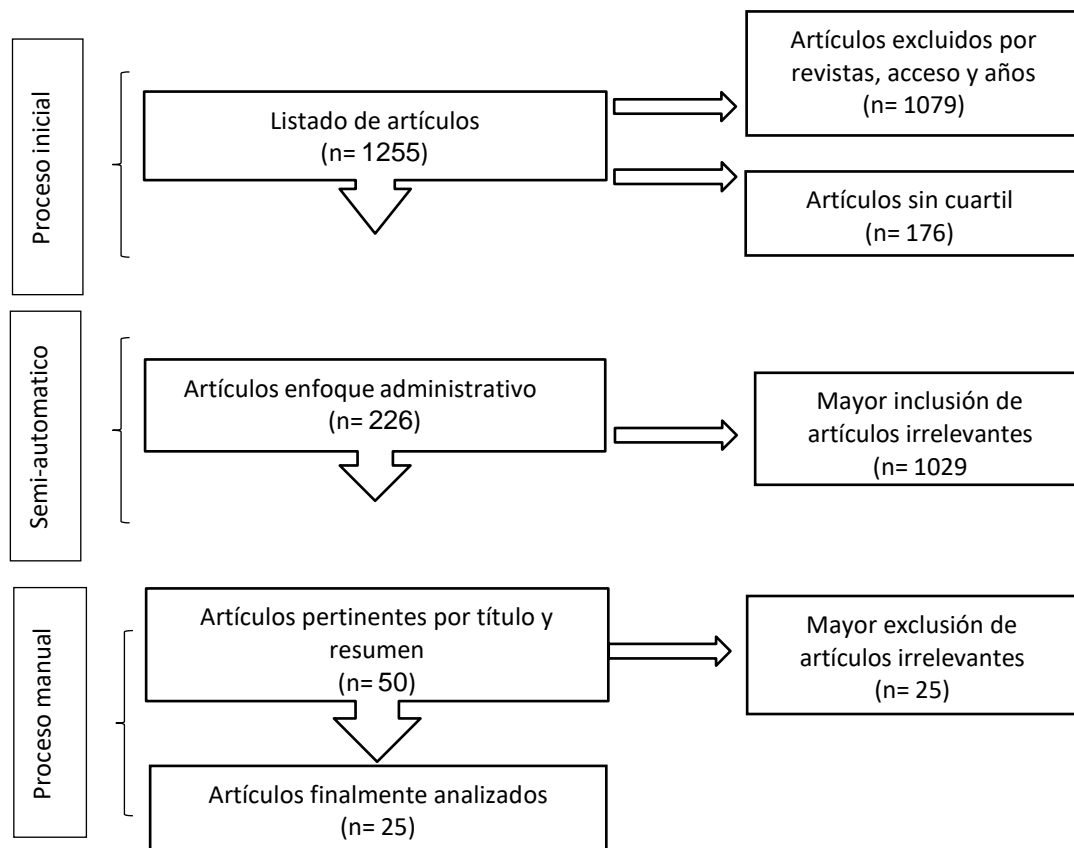 Proceso inicial
Listado de artículos
(n= 1255)
Artículos excluidos por
revistas, acceso y años
(n= 1079)
Artículos sin cuartil
(n= 176)
Semi-automatico
Artículos enfoque administrativo
(n= 226)
Mayor inclusión de
artículos irrelevantes
(n= 1029
Proceso manual
Artículos pertinentes por título y
resumen
(n= 50)
Mayor exclusión de
artículos irrelevantes
(n= 25)
Artículos finalmente analizados
(n= 25)